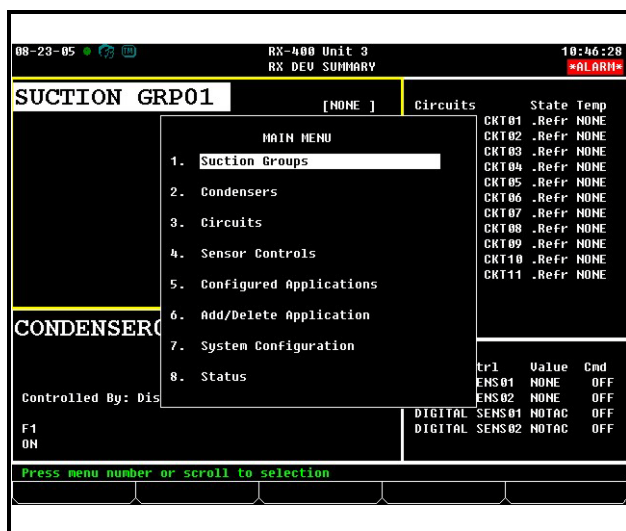 08-23-05 RX-400 Unit 3 10:46:28
RX DEV SUMMARY *ALARM*
SUCTION GRP01
[NONE ]
MAIN MENU
1. Suction Groups
2. Condensers
3. Circuits
4. Sensor Controls
5. Configured Applications
6. Add/Delete Application
7. System Configuration
8. Status
Circuits State Temp
CKT01 .Refr NONE
CKT02 .Refr NONE
CKT03 .Refr NONE
CKT04 .Refr NONE
CKT05 .Refr NONE
CKT06 .Refr NONE
CKT07 .Refr NONE
CKT08 .Refr NONE
CKT09 .Refr NONE
CKT10 .Refr NONE
CKT11 .Refr NONE
CONDENSER
Controlled By: Dis
F1
ON
trl Value Cmd
ENS01 NONE OFF
ENS02 NONE OFF
DIGITAL SENS01 NOTAC OFF
DIGITAL SENS02 NOTAC OFF
Press menu number or scroll to selection